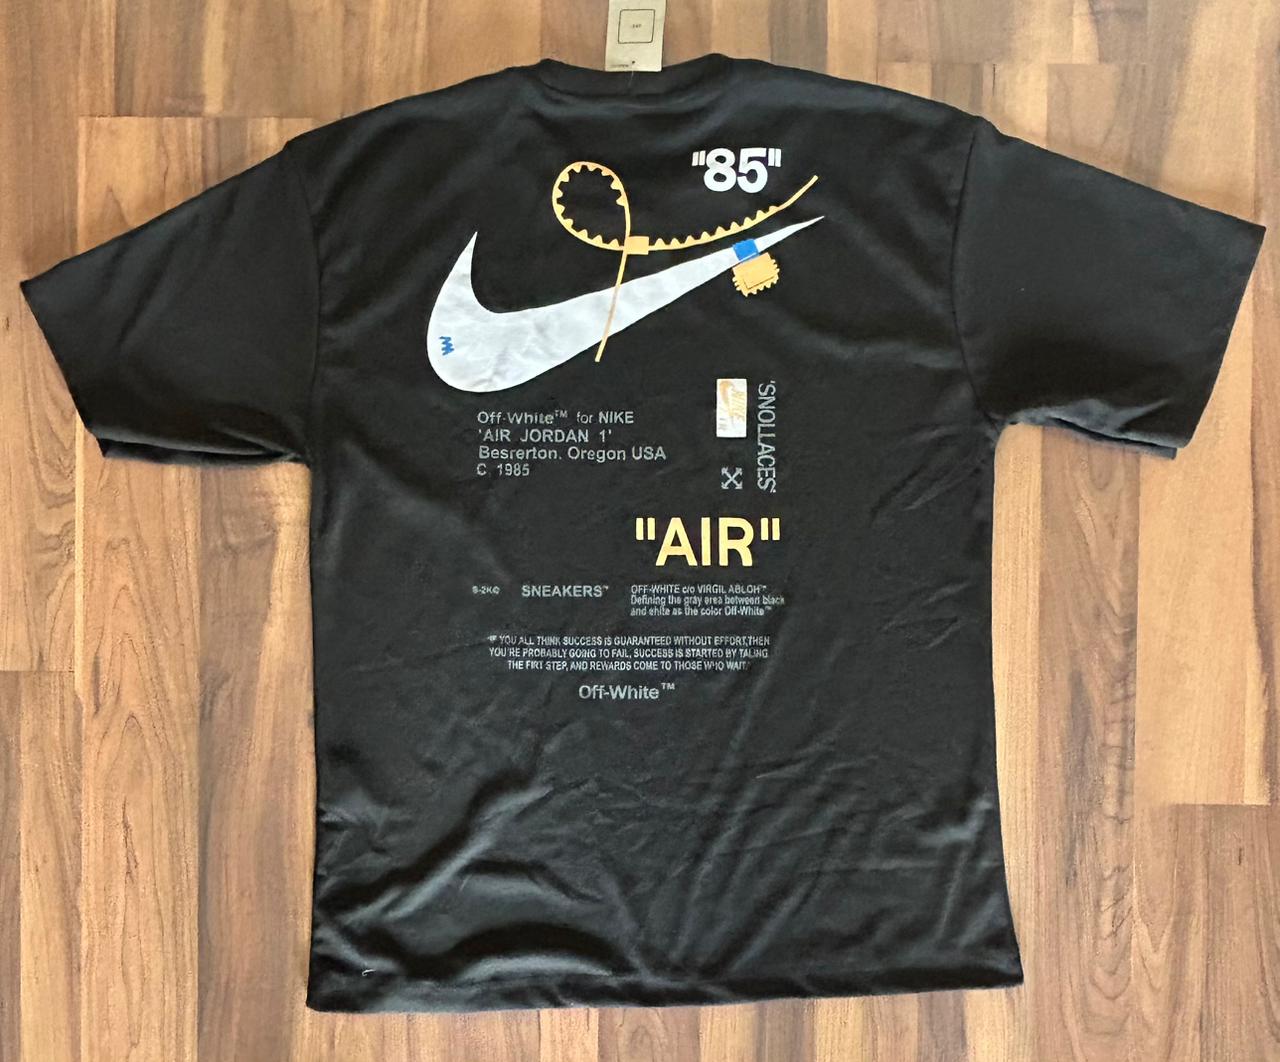 "85"
NIKE
AIR
'SNOLLACES'
Off-White™ for NIKE
'AIR JORDAN 1'
Besrerton. Oregon USA
C. 1985
"AIR"
SNEAKERS™
OFF-WHITE c/o VIRGIL ABLOH™
Defining the gray area between black
and ehite as the color Off-White™
"IF YOU ALL THINK SUCCESS IS GUARANTEED WITHOUT EFFORT,THEN
YOU'RE PROBABLY GOING TO FAIL, SUCCESS IS STARTED BY TALING
THE FIRT STEP, AND REWARDS COME TO THOSE WHO WAIT."
Off-White™